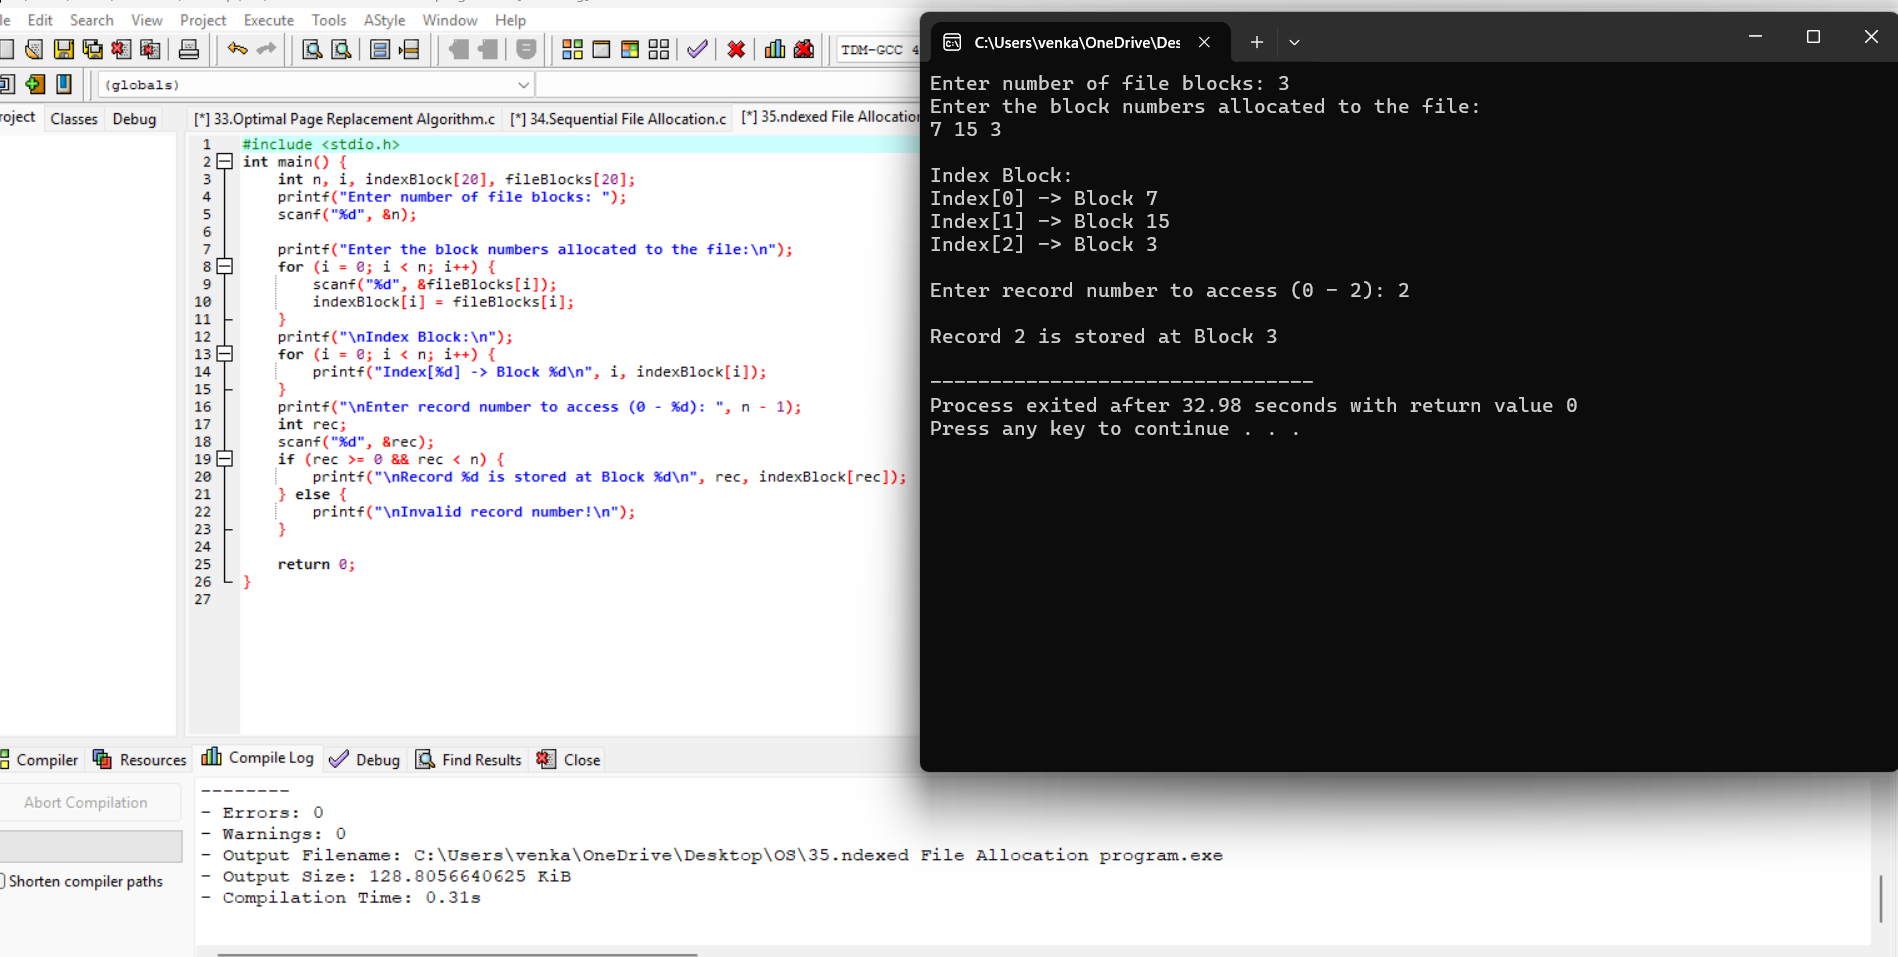 Edit Search View Project Execute Tools AStyle Window Help
TDM-GCC 4
(globals)
Classes Debug
[*] 33.Optimal Page Replacement Algorithm.c [*] 34.Sequential File Allocation.c [*] 35.ndexed File Allocation
1 #include <stdio.h>
2 int main() {
3 int n, i, indexBlock[20], fileBlocks[20];
4 printf("Enter number of file blocks: ");
5 scanf("%d", &n);
6
7 printf("Enter the block numbers allocated to the file:\n");
8 for (i = 0; i < n; i++) {
9 scanf("%d", &fileBlocks[i]);
10 indexBlock[i] = fileBlocks[i];
11 }
12 printf("\nIndex Block:\n");
13 for (i = 0; i < n; i++) {
14 printf("Index[%d] -> Block %d\n", i, indexBlock[i]);
15 }
16 printf("\nEnter record number to access (0 - %d): ", n - 1);
17 int rec;
18 scanf("%d", &rec);
19 if (rec >= 0 && rec < n) {
20 printf("\nRecord %d is stored at Block %d\n", rec, indexBlock[rec]);
21 } else {
22 printf("\nInvalid record number!\n");
23 }
24
25 return 0;
26 }
27
C:\Users\venka\OneDrive\Des
Enter number of file blocks: 3
Enter the block numbers allocated to the file:
7 15 3
Index Block:
Index[0] -> Block 7
Index[1] -> Block 15
Index[2] -> Block 3
Enter record number to access (0 - 2): 2
Record 2 is stored at Block 3
--------------------------------
Process exited after 32.98 seconds with return value 0
Press any key to continue . . .
Compiler Resources Compile Log Debug Find Results Close
Abort Compilation
Shorten compiler paths
--------
- Errors: 0
- Warnings: 0
- Output Filename: C:\Users\venka\OneDrive\Desktop\OS\35.ndexed File Allocation program.exe
- Output Size: 128.8056640625 KiB
- Compilation Time: 0.31s